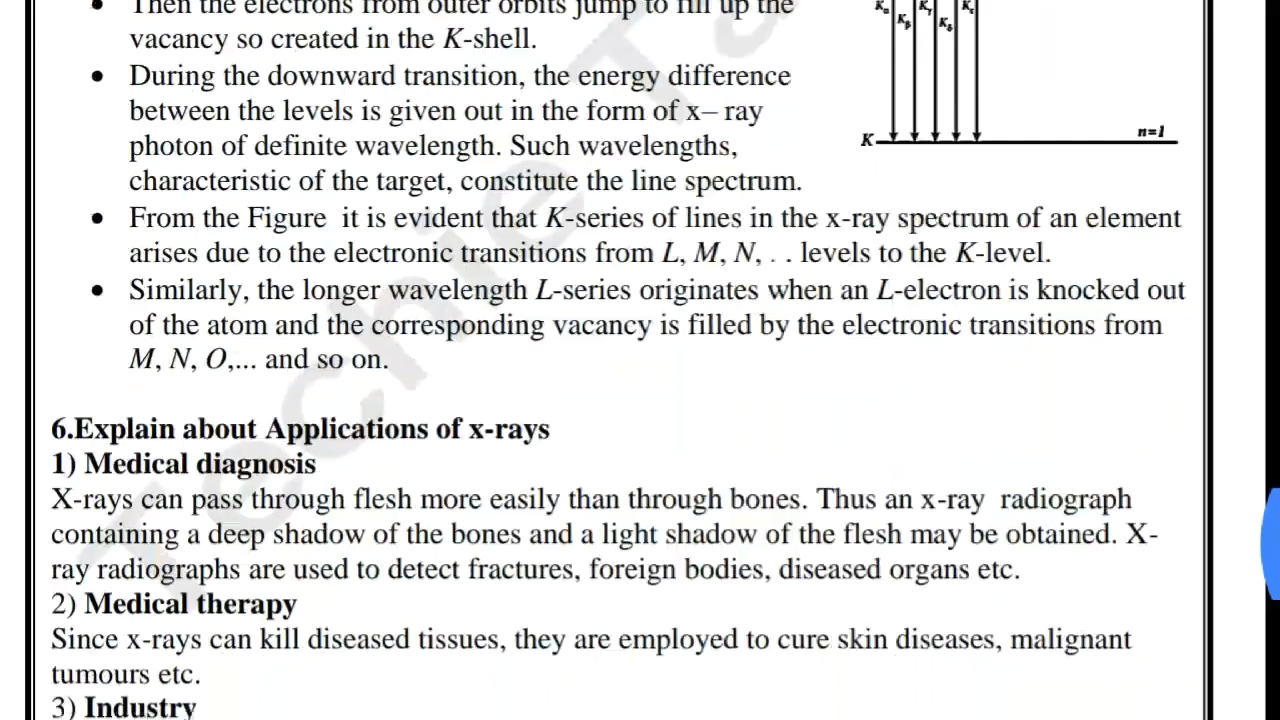 • Then the electrons from outer orbits jump to fill up the
vacancy so created in the K-shell.
• During the downward transition, the energy difference
between the levels is given out in the form of x– ray
photon of definite wavelength. Such wavelengths,
characteristic of the target, constitute the line spectrum.
Kα Kβ Kγ Kδ Kε
K
n=1
• From the Figure it is evident that K-series of lines in the x-ray spectrum of an element
arises due to the electronic transitions from L, M, N, . . levels to the K-level.
• Similarly, the longer wavelength L-series originates when an L-electron is knocked out
of the atom and the corresponding vacancy is filled by the electronic transitions from
M, N, O,... and so on.
6.Explain about Applications of x-rays
1) Medical diagnosis
X-rays can pass through flesh more easily than through bones. Thus an x-ray radiograph
containing a deep shadow of the bones and a light shadow of the flesh may be obtained. X-
ray radiographs are used to detect fractures, foreign bodies, diseased organs etc.
2) Medical therapy
Since x-rays can kill diseased tissues, they are employed to cure skin diseases, malignant
tumours etc.
3) Industry
Techie Ta